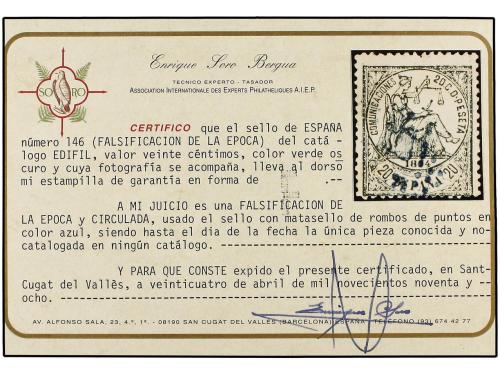 Enrique Soro Bergua
TECNICO EXPERTO - TASADOR
ASSOCIATION INTERNATIONALE DES EXPERTS PHILATHELIQUES A.I.E.P.
SO RO
CERTIFICO que el sello de ESPAÑA
número 146 (FALSIFICACION DE LA EPOCA) del catá -
logo EDIFIL, valor veinte céntimos, color verde os
curo y cuya fotografía se acompaña, lleva al dorso
mi estampilla de garantía en forma de .--
A MI JUICIO es una FALSIFICACION DE
LA EPOCA y CIRCULADA, usado el sello con matasello de rombos de puntos en
color azul, siendo hasta el dia de la fecha la única pieza conocida y no-
catalogada en ningún catálogo.
Y PARA QUE CONSTE expido el presente certificado, en Sant-
Cugat del Vallès, a veinticuatro de abril de mil novecientos noventa y --
ocho.
AV. ALFONSO SALA, 23, 4.º, 1.ª - 08190 SAN CUGAT DEL VALLES (BARCELONA) ESPAÑA - TELEFONO (93) 674 42 77
COMUNICACIONES
20 C. D PESETA
1874
20 ESPAÑA 20